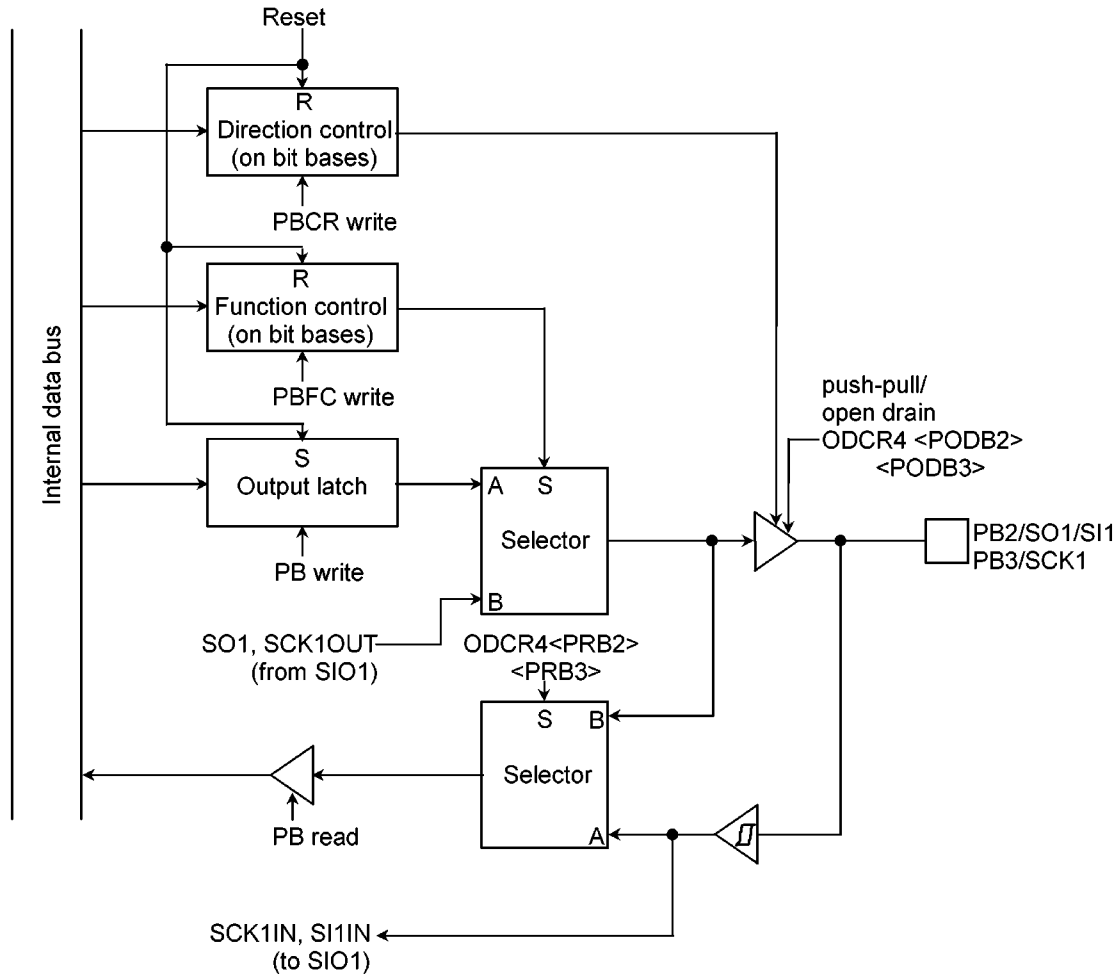 Reset
R
Direction control
(on bit bases)
PBCR write
R
Function control
(on bit bases)
PBFC write
Internal data bus
S
Output latch
PB write
push-pull/
open drain
ODCR4 <PODB2>
<PODB3>
A
S
Selector
B
PB2/SO1/SI1
PB3/SCK1
SO1, SCK1OUT
(from SIO1)
ODCR4<PRB2>
<PRB3>
S
B
Selector
A
PB read
SCK1IN, SI1IN
(to SIO1)